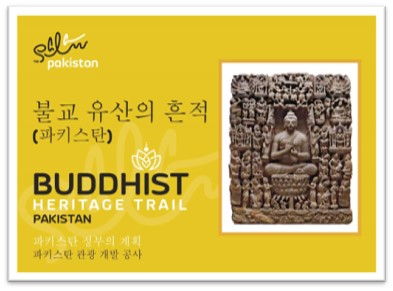 pakistan
불교 유산의 흔적
(파키스탄)
BUDDHIST
HERITAGE TRAIL
PAKISTAN
파키스탄 정부의 계획
파키스탄 관광 개발 공사